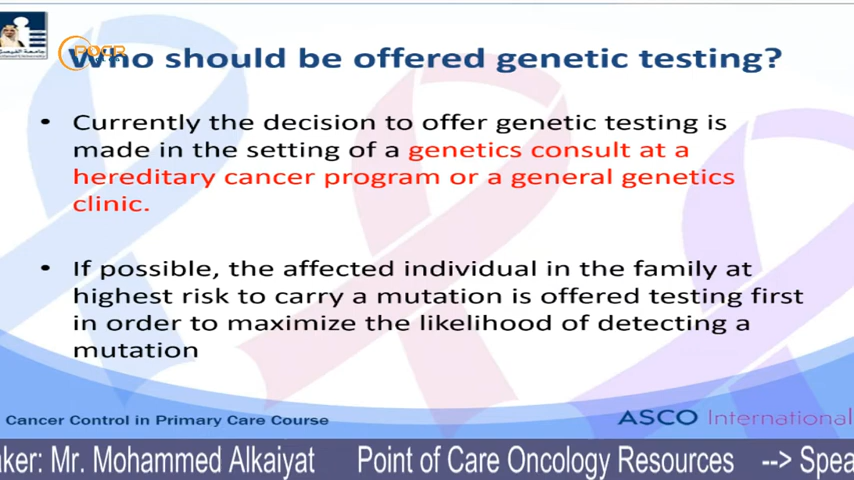 POCR
Who should be offered genetic testing?
• Currently the decision to offer genetic testing is
made in the setting of a genetics consult at a
hereditary cancer program or a general genetics
clinic.
• If possible, the affected individual in the family at
highest risk to carry a mutation is offered testing first
in order to maximize the likelihood of detecting a
mutation
Cancer Control in Primary Care Course
ASCO International
aker: Mr. Mohammed Alkaiyat Point of Care Oncology Resources --> Spea